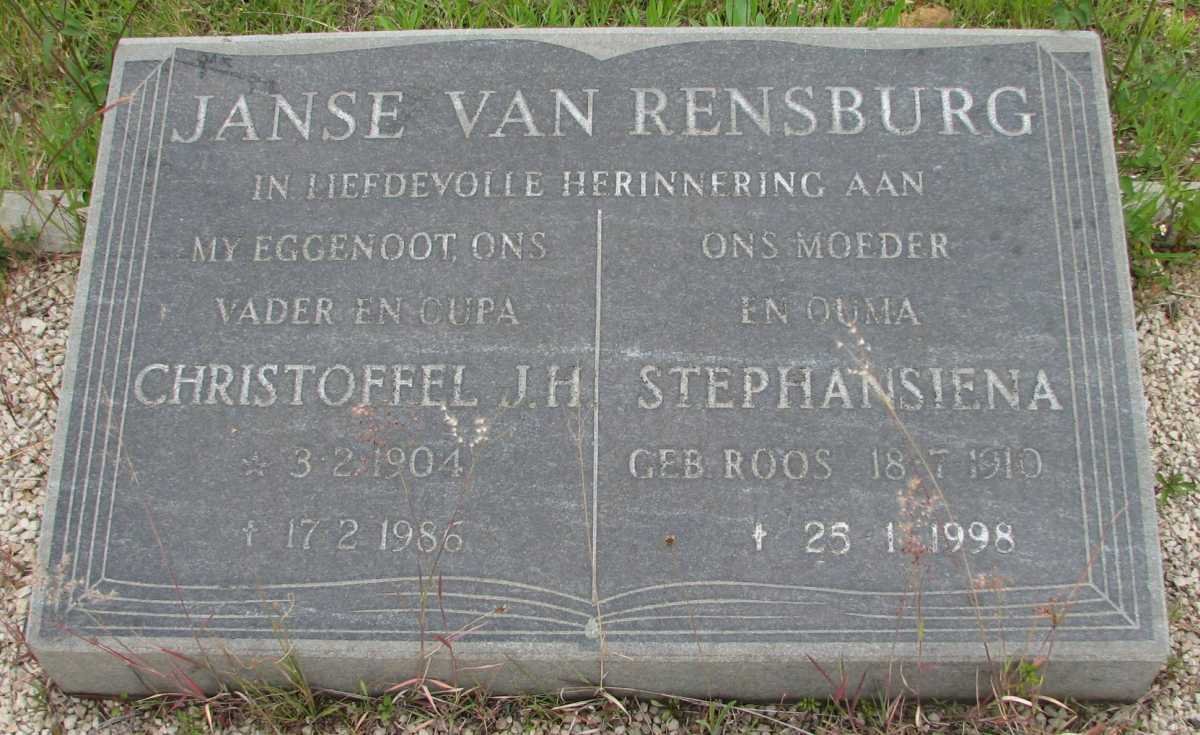 JANSE VAN RENSBURG
IN LIEFDEVOLLE HERINNERING AAN
MY EGGENOOT, ONS
VADER EN OUPA
CHRISTOFFEL J.H.
☆ 3·2·1904
† 17·2·1986
ONS MOEDER
EN OUMA
STEPHANSIENA
GEB. ROOS 18·7·1910
† 25·1·1998